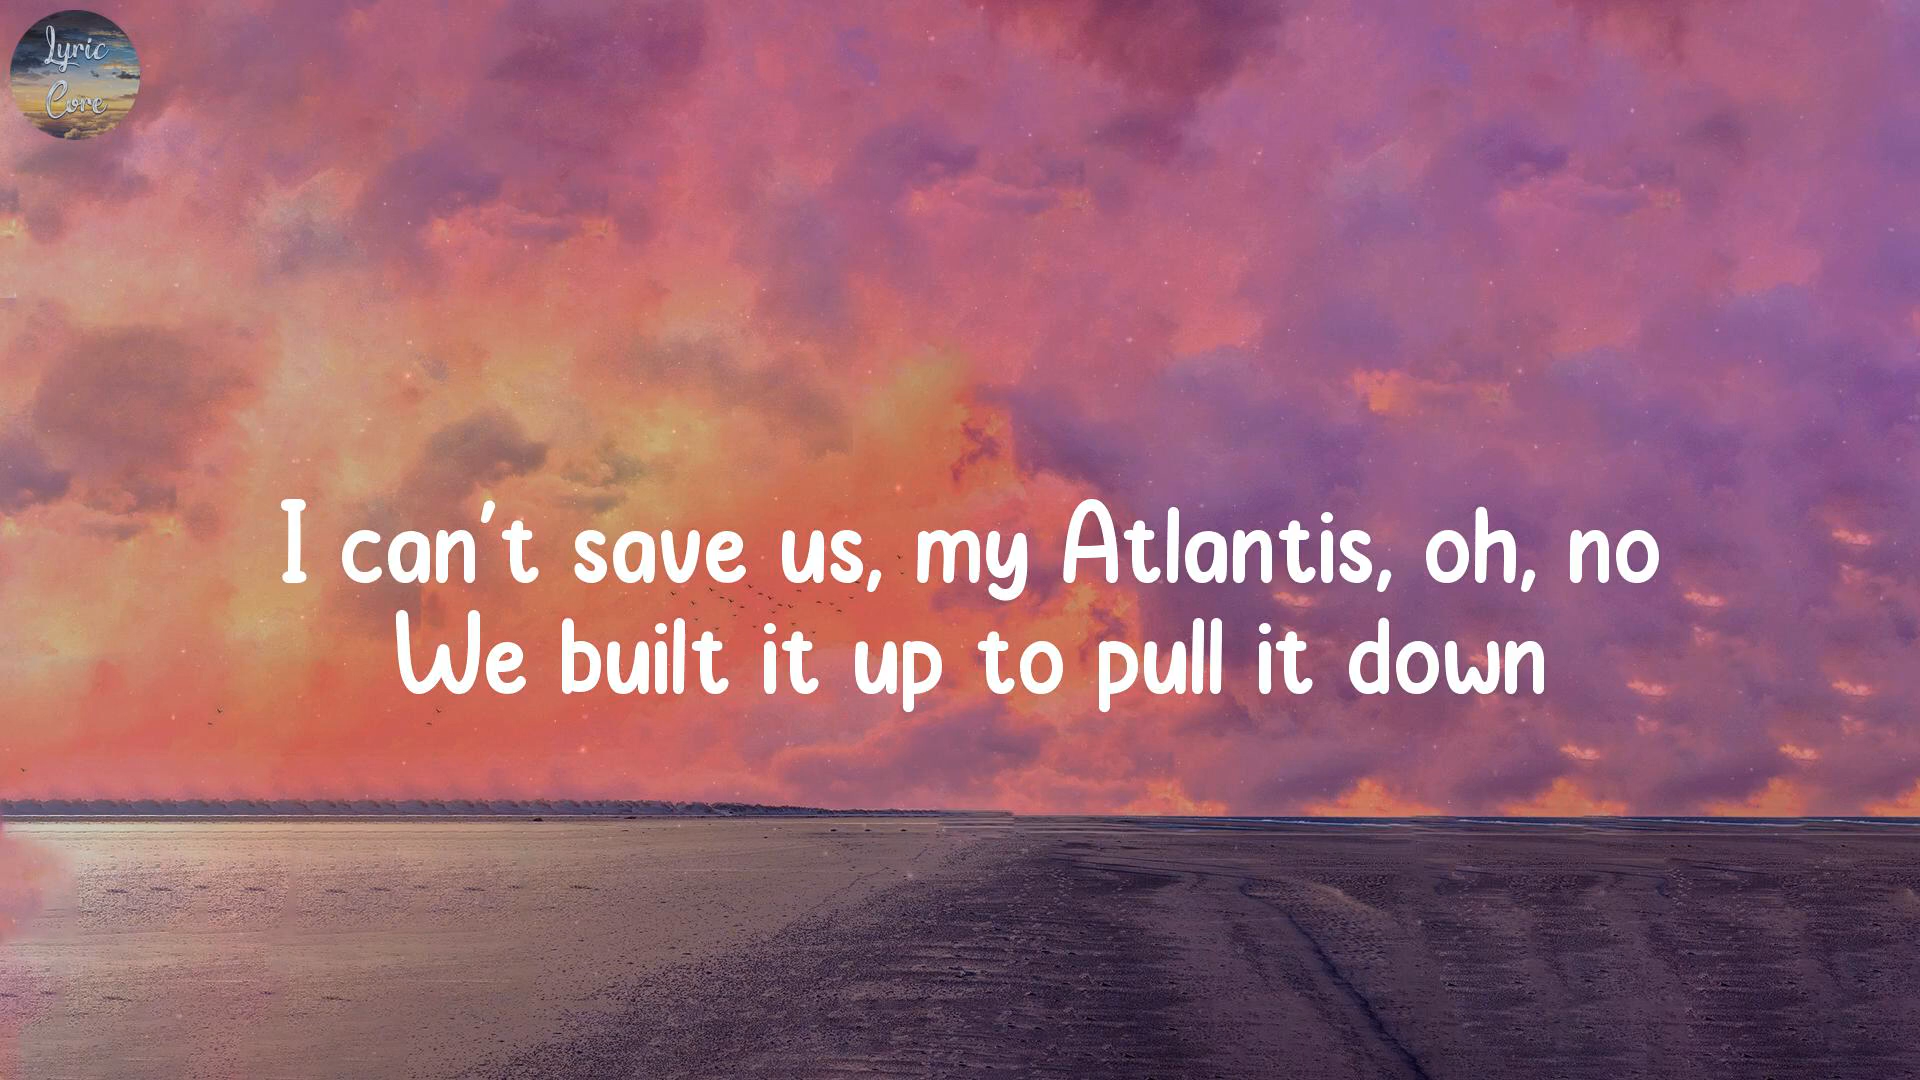 Lyric
Core
I can't save us, my Atlantis, oh, no
We built it up to pull it down